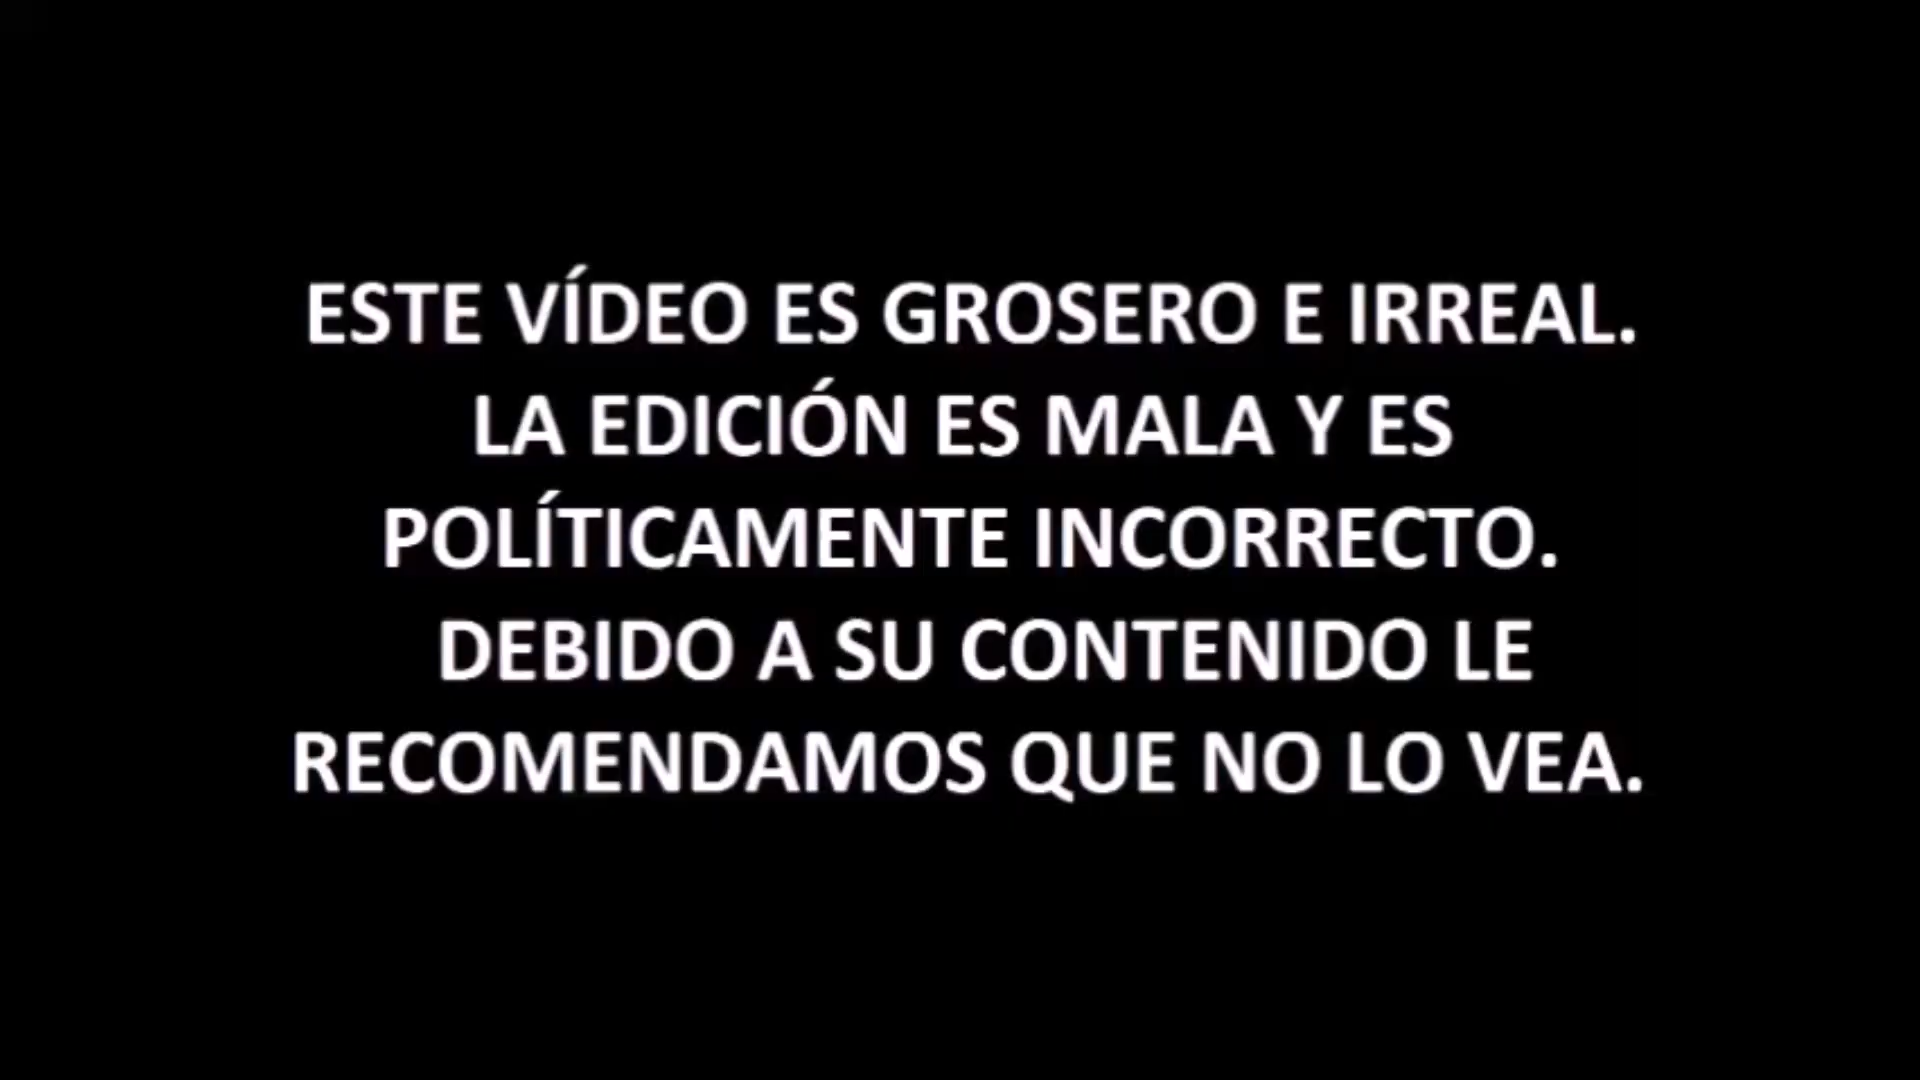 ESTE VÍDEO ES GROSERO E IRREAL.
LA EDICIÓN ES MALA Y ES
POLÍTICAMENTE INCORRECTO.
DEBIDO A SU CONTENIDO LE
RECOMENDAMOS QUE NO LO VEA.